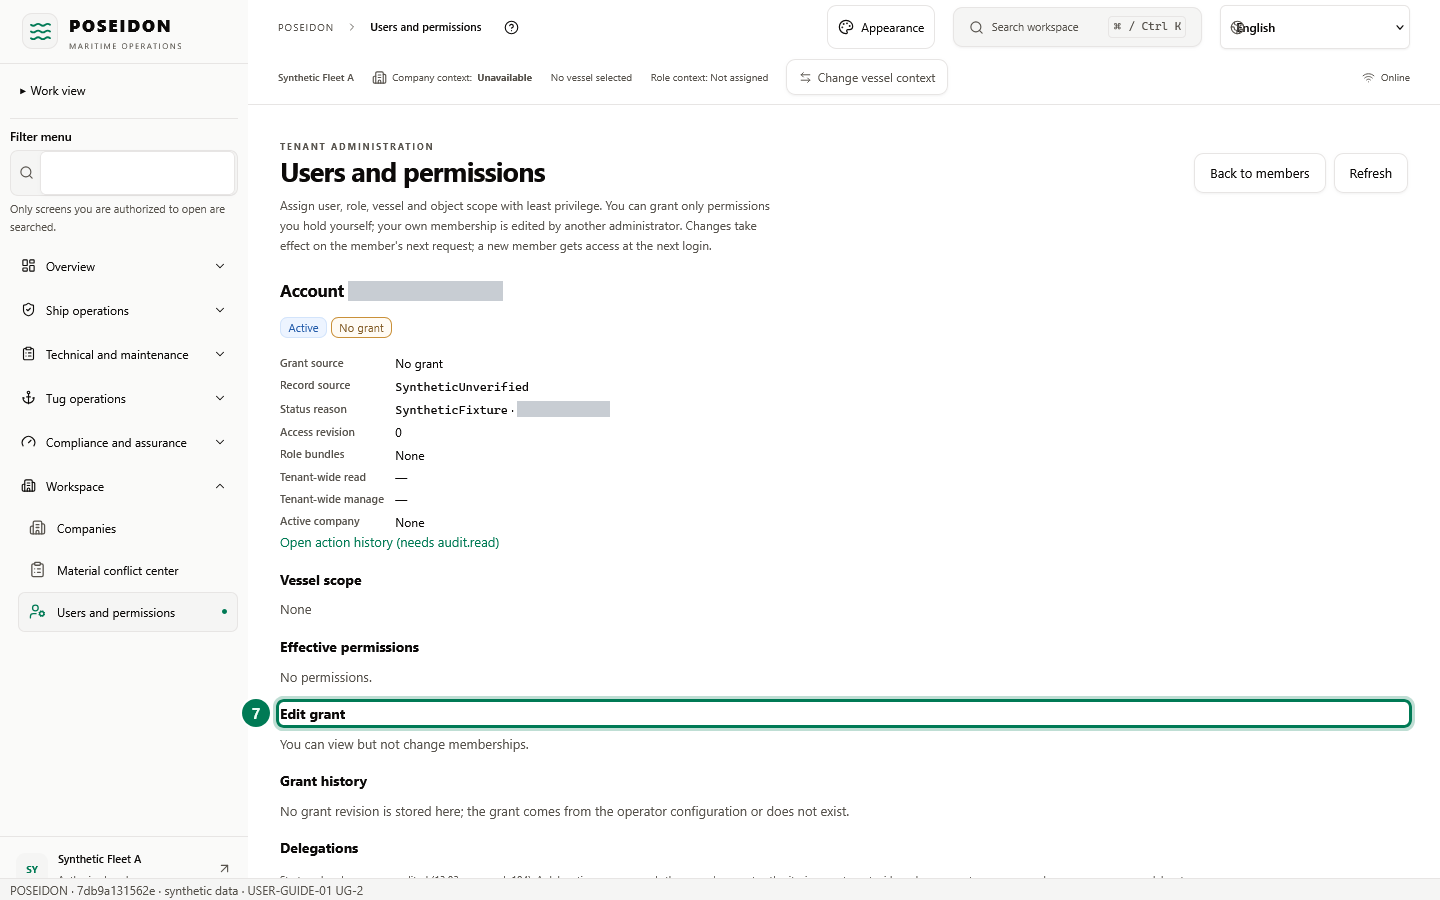 POSEIDON
MARITIME OPERATIONS
Work view
Filter menu
Only screens you are authorized to open are
searched.
Overview
Ship operations
Technical and maintenance
Tug operations
Compliance and assurance
Workspace
Companies
Material conflict center
Users and permissions
Synthetic Fleet A
SY
POSEIDON
Users and permissions
Appearance
Search workspace
⌘ / Ctrl K
English
Synthetic Fleet A
Company context: Unavailable
No vessel selected
Role context: Not assigned
Change vessel context
Online
TENANT ADMINISTRATION
Users and permissions
Back to members
Refresh
Assign user, role, vessel and object scope with least privilege. You can grant only permissions
you hold yourself; your own membership is edited by another administrator. Changes take
effect on the member's next request; a new member gets access at the next login.
Account
Active
No grant
Grant source No grant
Record source SyntheticUnverified
Status reason SyntheticFixture ·
Access revision 0
Role bundles None
Tenant-wide read —
Tenant-wide manage —
Active company None
Open action history (needs audit.read)
Vessel scope
None
Effective permissions
No permissions.
7
Edit grant
You can view but not change memberships.
Grant history
No grant revision is stored here; the grant comes from the operator configuration or does not exist.
Delegations
POSEIDON · 7db9a131562e · synthetic data · USER-GUIDE-01 UG-2